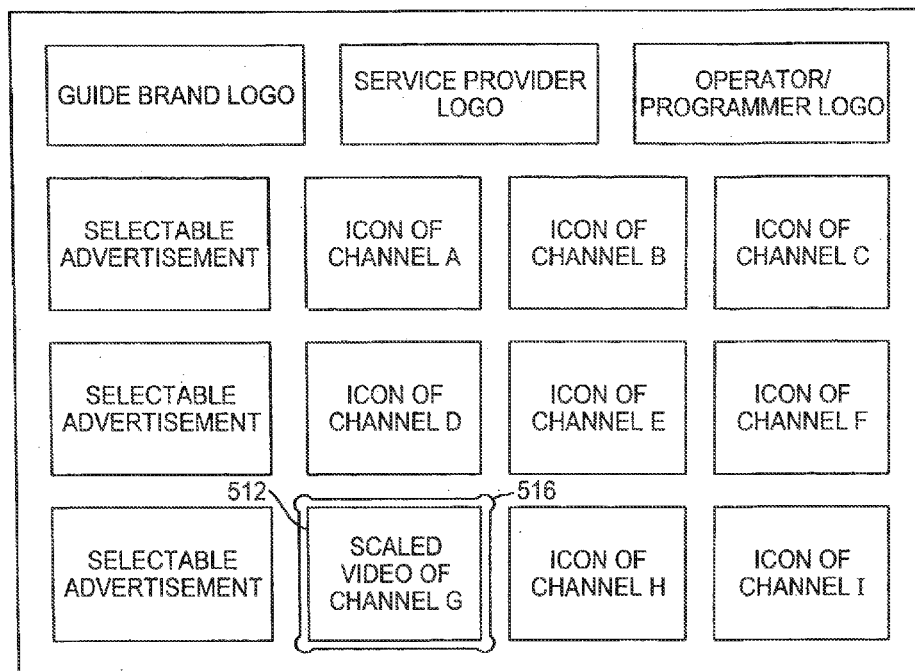 GUIDE BRAND LOGO
SERVICE PROVIDER
LOGO
OPERATOR/
PROGRAMMER LOGO
SELECTABLE
ADVERTISEMENT
ICON OF
CHANNEL A
ICON OF
CHANNEL B
ICON OF
CHANNEL C
SELECTABLE
ADVERTISEMENT
ICON OF
CHANNEL D
ICON OF
CHANNEL E
ICON OF
CHANNEL F
512
516
SELECTABLE
ADVERTISEMENT
SCALED
VIDEO OF
CHANNEL G
ICON OF
CHANNEL H
ICON OF
CHANNEL I